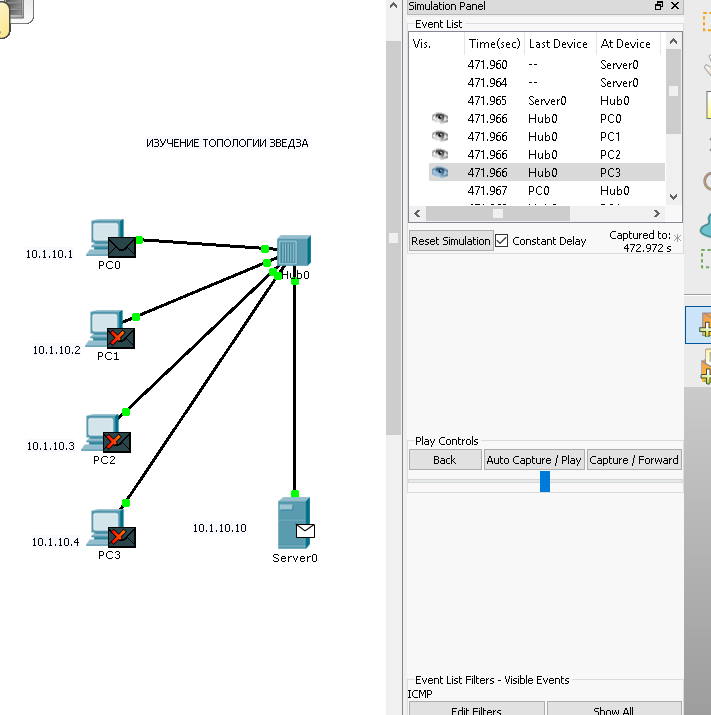 Simulation Panel
Event List
Vis. Time(sec) Last Device At Device
471.960 -- Server0
471.964 -- Server0
471.965 Server0 Hub0
471.966 Hub0 PC0
471.966 Hub0 PC1
471.966 Hub0 PC2
471.966 Hub0 PC3
471.967 PC0 Hub0
Reset Simulation Constant Delay Captured to:
472.972 s
ИЗУЧЕНИЕ ТОПОЛОГИИ ЗВЕДЗА
10.1.10.1
PC0
Hub0
10.1.10.2
PC1
10.1.10.3
PC2
10.1.10.4
PC3
10.1.10.10
Server0
Play Controls
Back Auto Capture / Play Capture / Forward
Event List Filters - Visible Events
ICMP
Edit Filters Show All